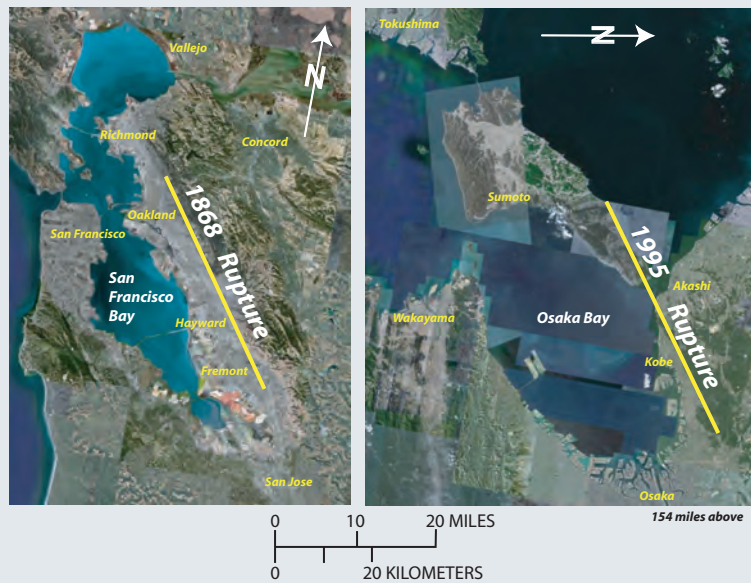 Vallejo
N
Richmond
Concord
1868 Rupture
Oakland
San Francisco
San
Francisco
Bay
Hayward
Fremont
San Jose
Tokushima
N
Sumoto
1995 Rupture
Akashi
Wakayama
Osaka Bay
Kobe
Osaka
154 miles above
0 10 20 MILES
0 20 KILOMETERS